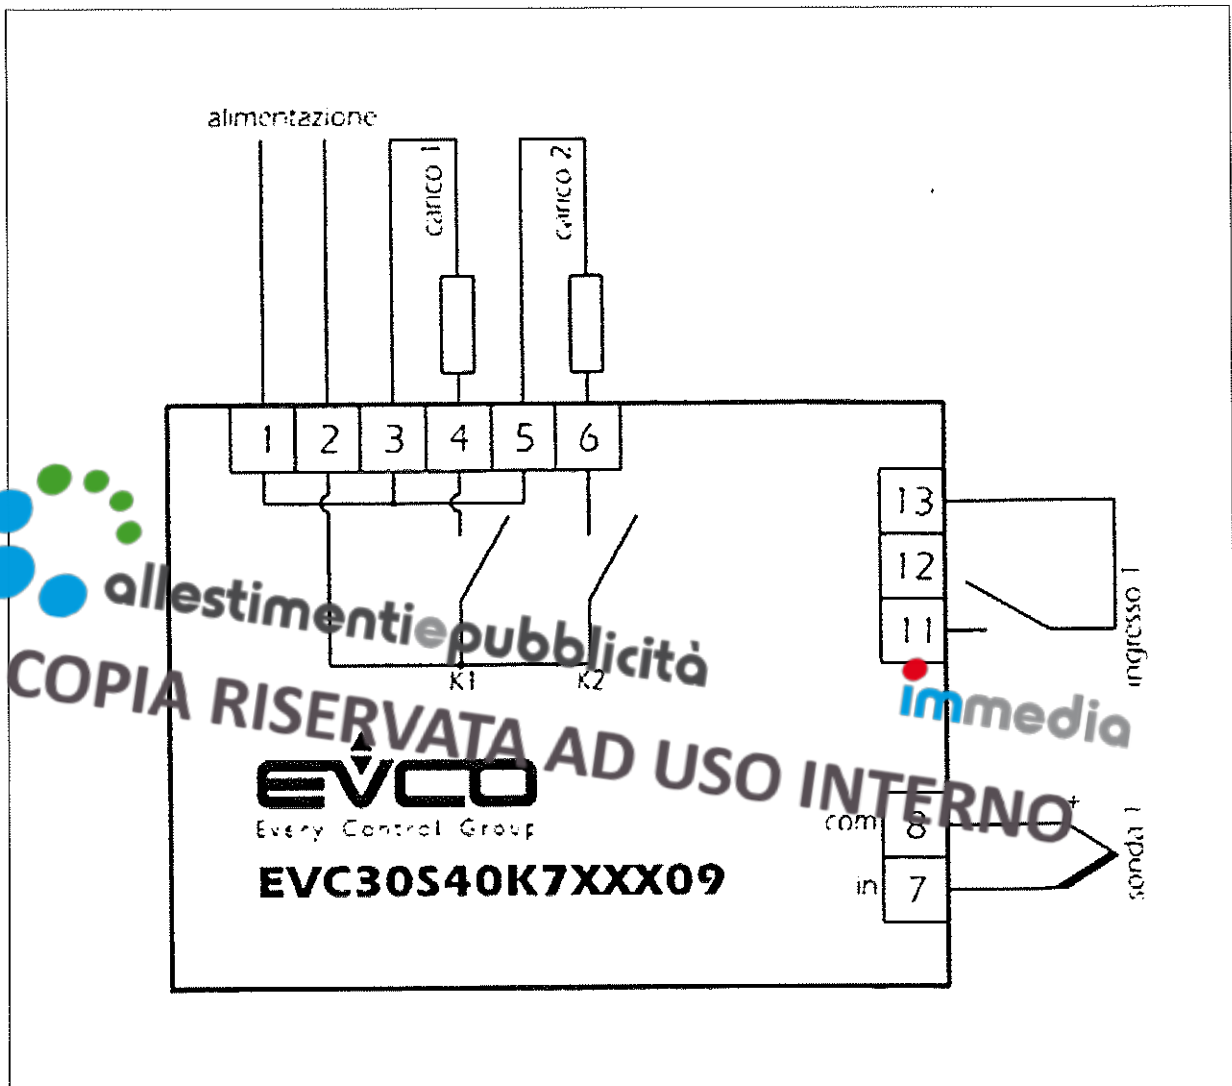 alimentazione
carico 1
carico 2
1 2 3 4 5 6
13
12
11
ingresso 1
allestimentiepubblicità
K1 K2
immedia
COPIA RISERVATA AD USO INTERNO
EVCO
Every Control Group
EVC30S40K7XXX09
com 8 +
in 7
sonda 1